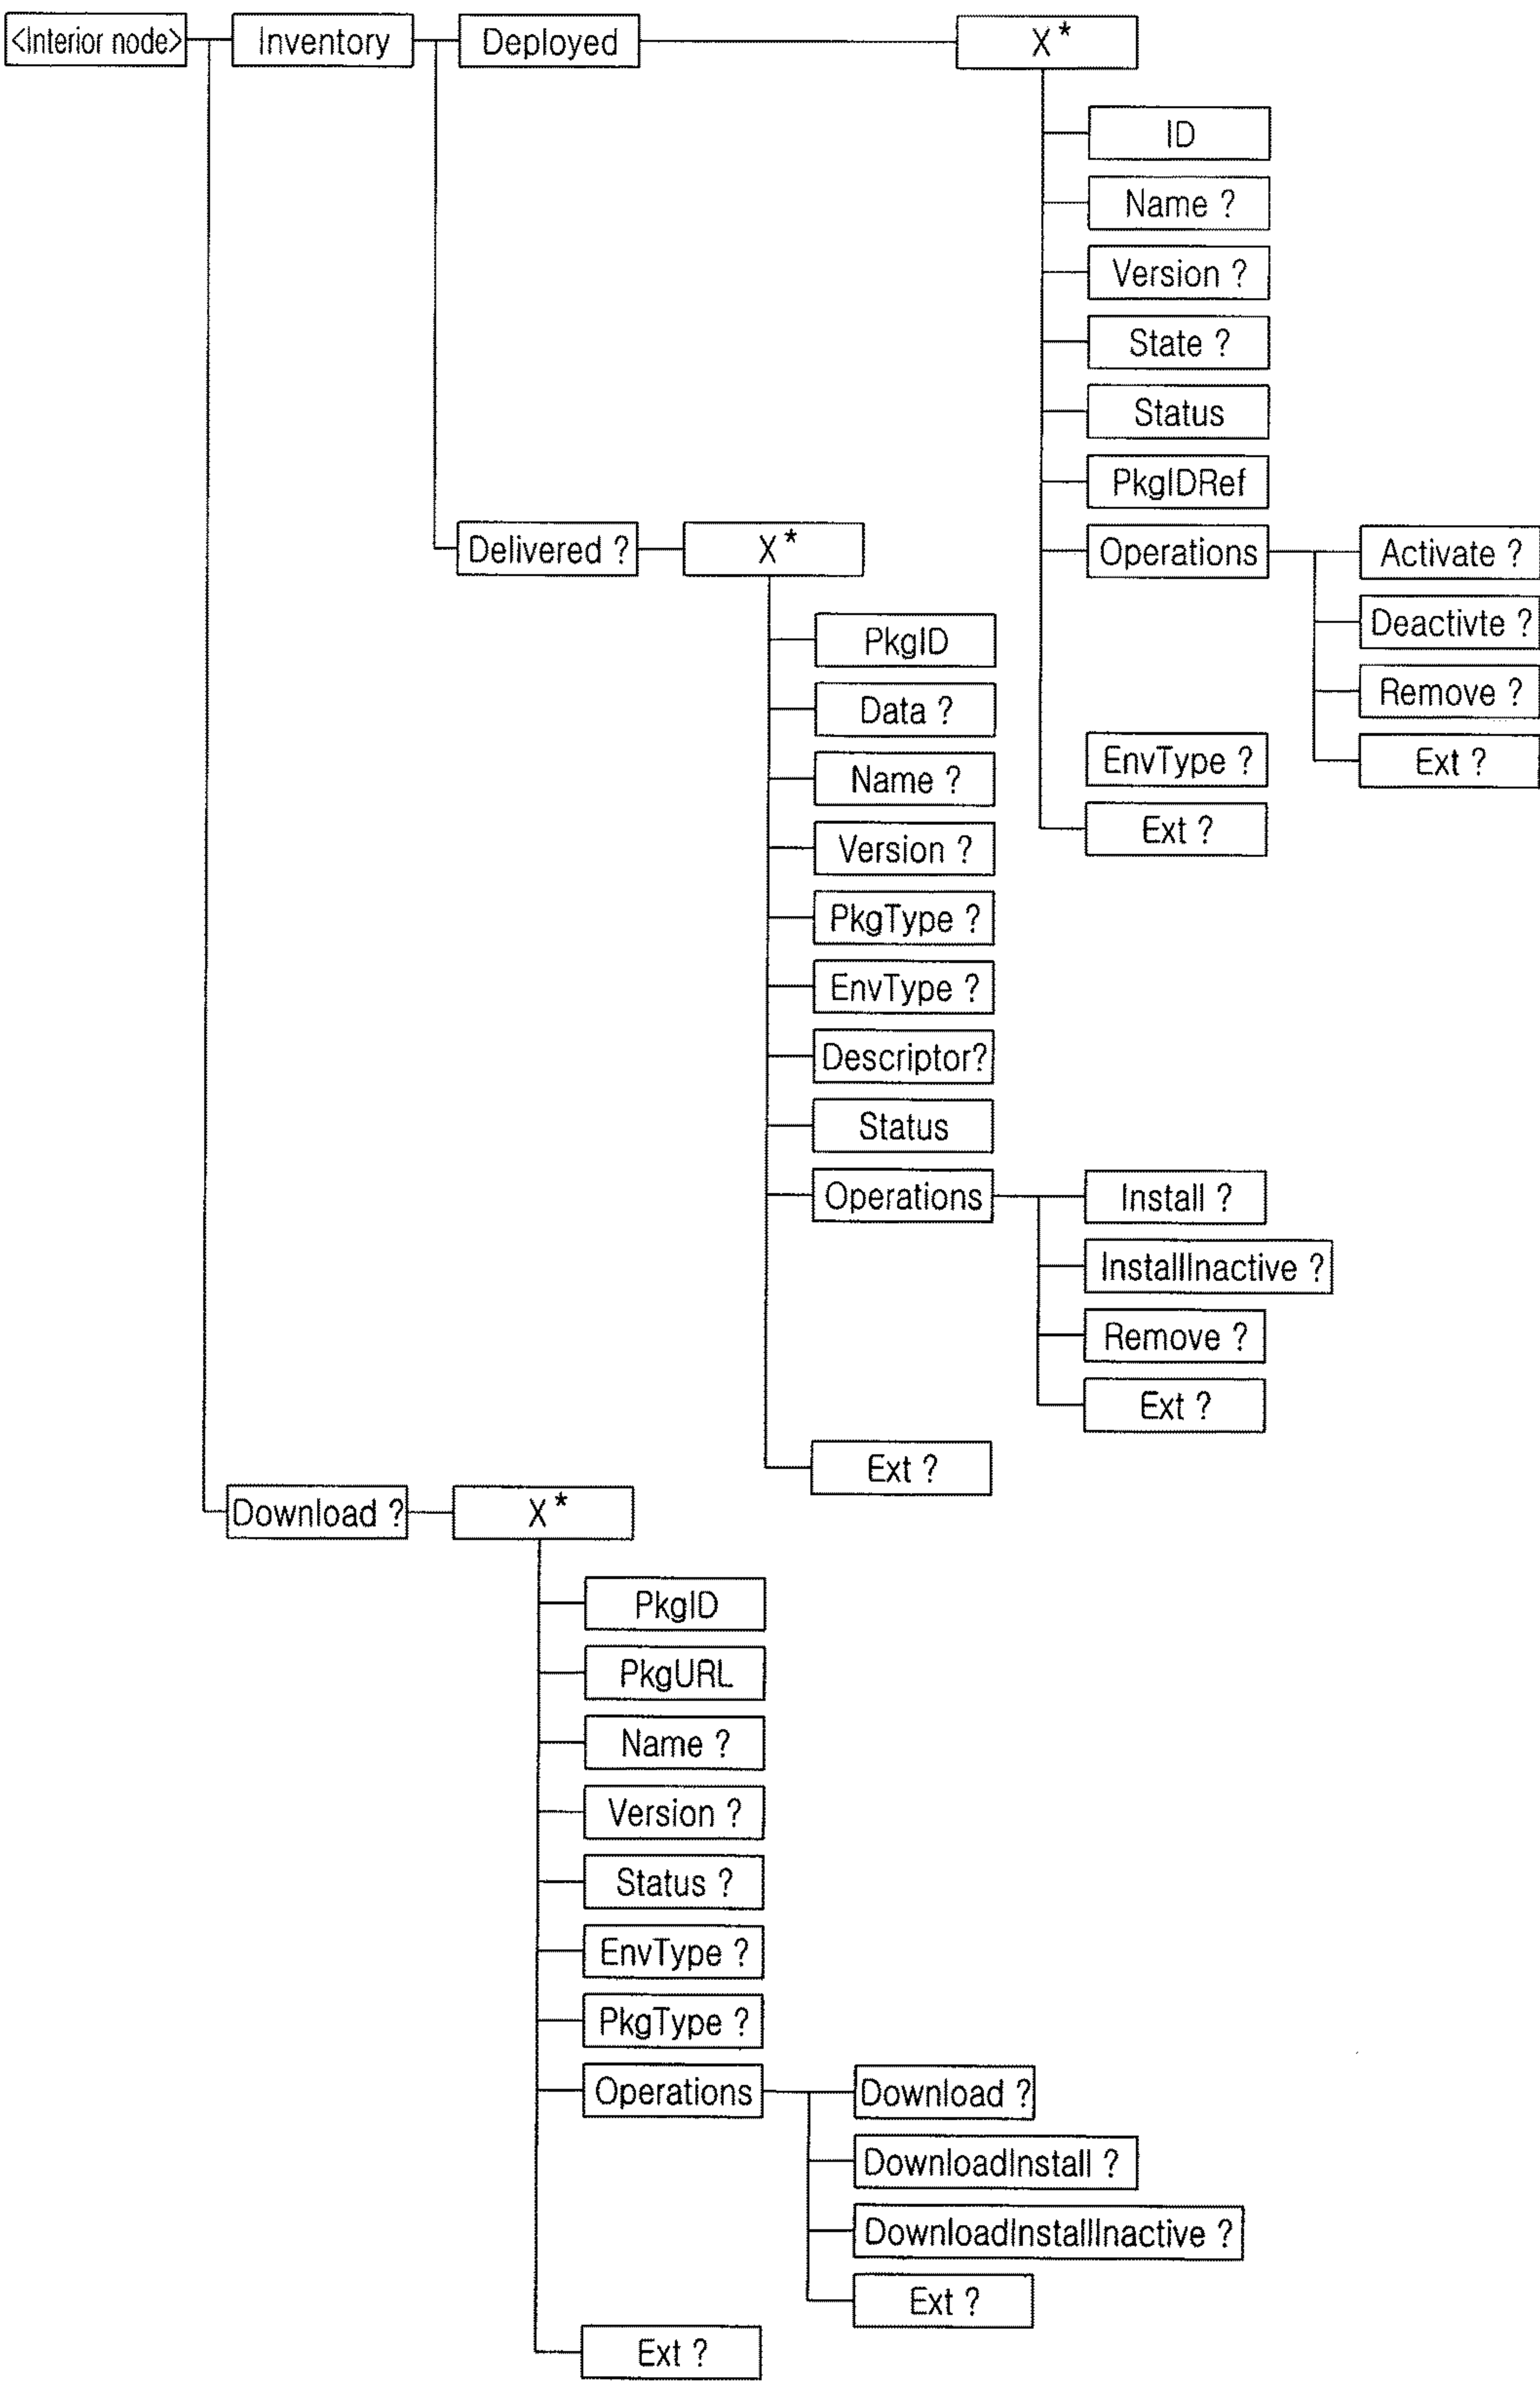 <Interior node>
Inventory
Deployed
X*
ID
Name ?
Version ?
State ?
Status
PkgIDRef
Operations
Activate ?
Deactivte ?
Remove ?
Ext ?
EnvType ?
Ext ?
Delivered ?
X*
PkgID
Data ?
Name ?
Version ?
PkgType ?
EnvType ?
Descriptor?
Status
Operations
Install ?
InstallInactive ?
Remove ?
Ext ?
Ext ?
Download ?
X*
PkgID
PkgURL
Name ?
Version ?
Status ?
EnvType ?
PkgType ?
Operations
Download ?
DownloadInstall ?
DownloadInstallInactive ?
Ext ?
Ext ?